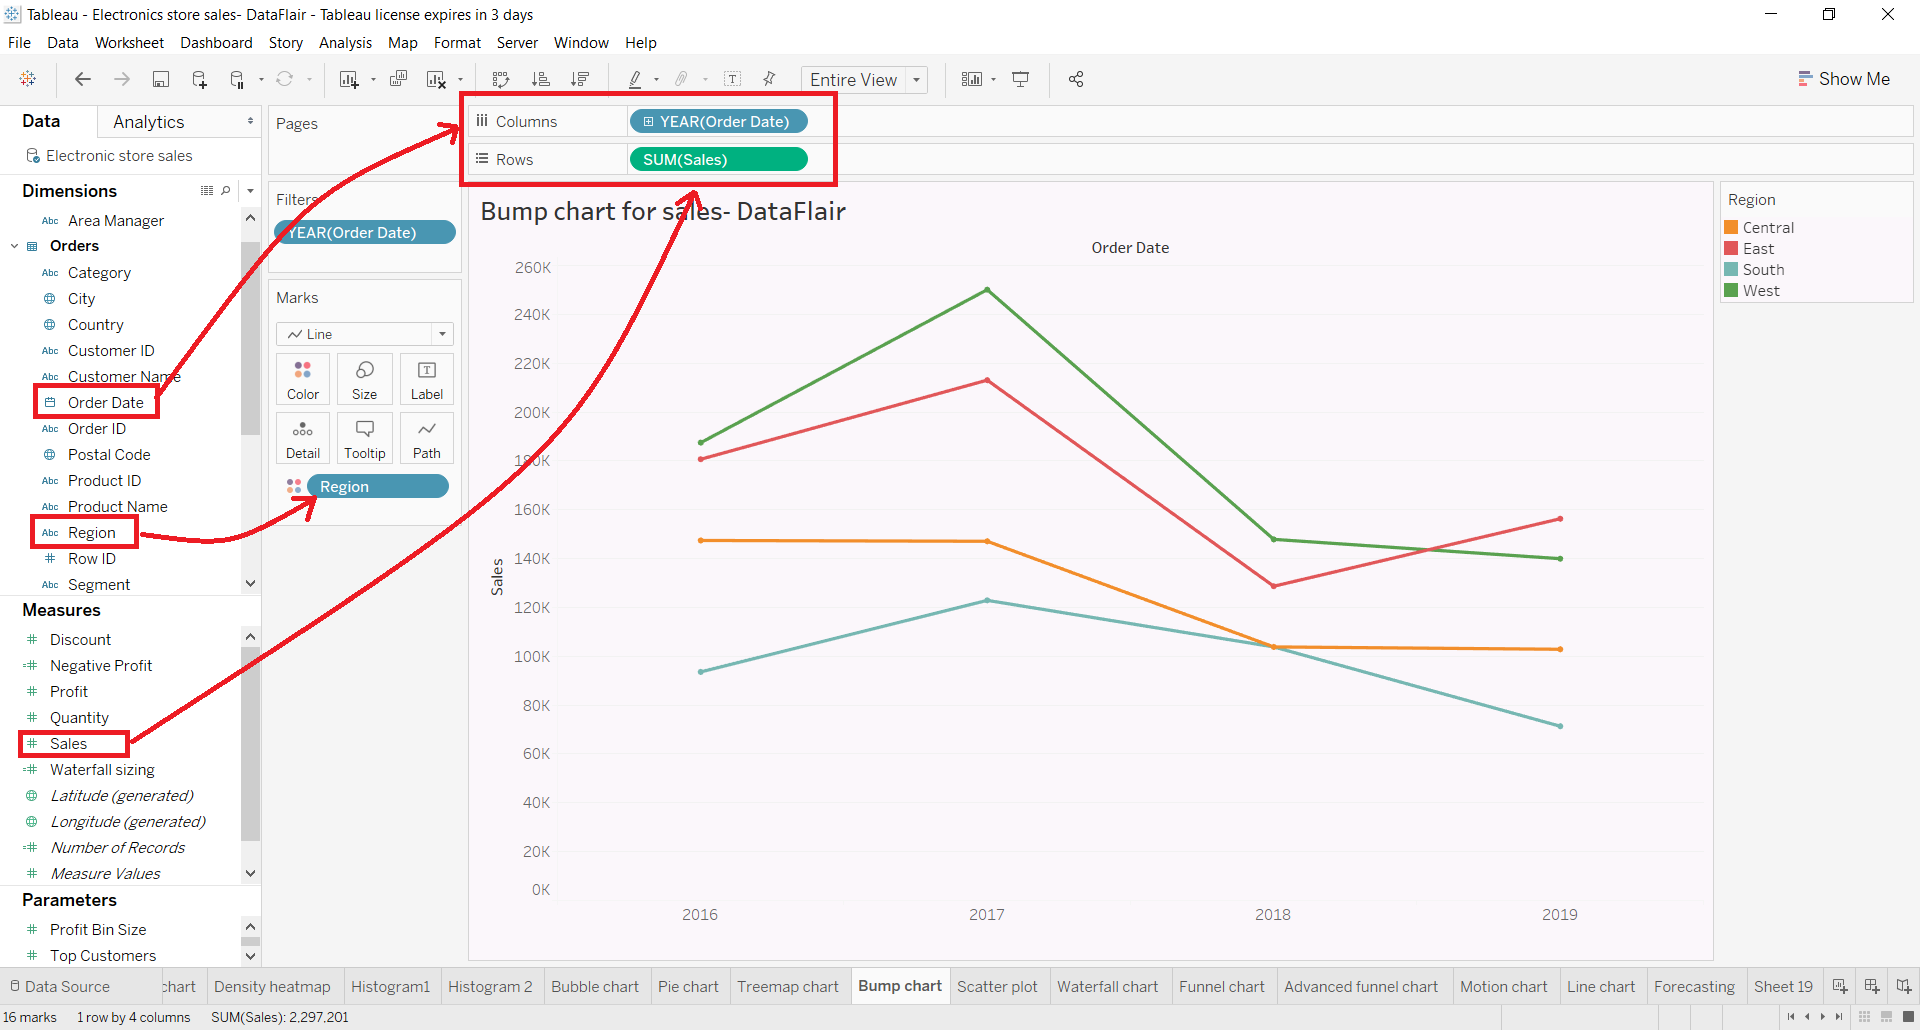 Tableau - Electronics store sales- DataFlair - Tableau license expires in 3 days
File Data Worksheet Dashboard Story Analysis Map Format Server Window Help
Entire View
Show Me
Data Analytics
Electronic store sales
Dimensions
Abc Area Manager
Orders
Abc Category
City
Country
Abc Customer ID
Abc Customer Name
Order Date
Abc Order ID
Postal Code
Abc Product ID
Abc Product Name
Abc Region
# Row ID
Abc Segment
Measures
# Discount
=# Negative Profit
# Profit
# Quantity
# Sales
=# Waterfall sizing
Latitude (generated)
Longitude (generated)
=# Number of Records
# Measure Values
Parameters
# Profit Bin Size
# Top Customers
Pages
Filters
YEAR(Order Date)
Marks
Line
Color Size Label
Detail Tooltip Path
Region
Columns YEAR(Order Date)
Rows SUM(Sales)
Bump chart for sales- DataFlair
Order Date
260K
240K
220K
200K
180K
160K
140K
120K
100K
80K
60K
40K
20K
0K
Sales
2016 2017 2018 2019
Region
Central
East
South
West
Data Source chart Density heatmap Histogram1 Histogram 2 Bubble chart Pie chart Treemap chart Bump chart Scatter plot Waterfall chart Funnel chart Advanced funnel chart Motion chart Line chart Forecasting Sheet 19
16 marks 1 row by 4 columns SUM(Sales): 2,297,201